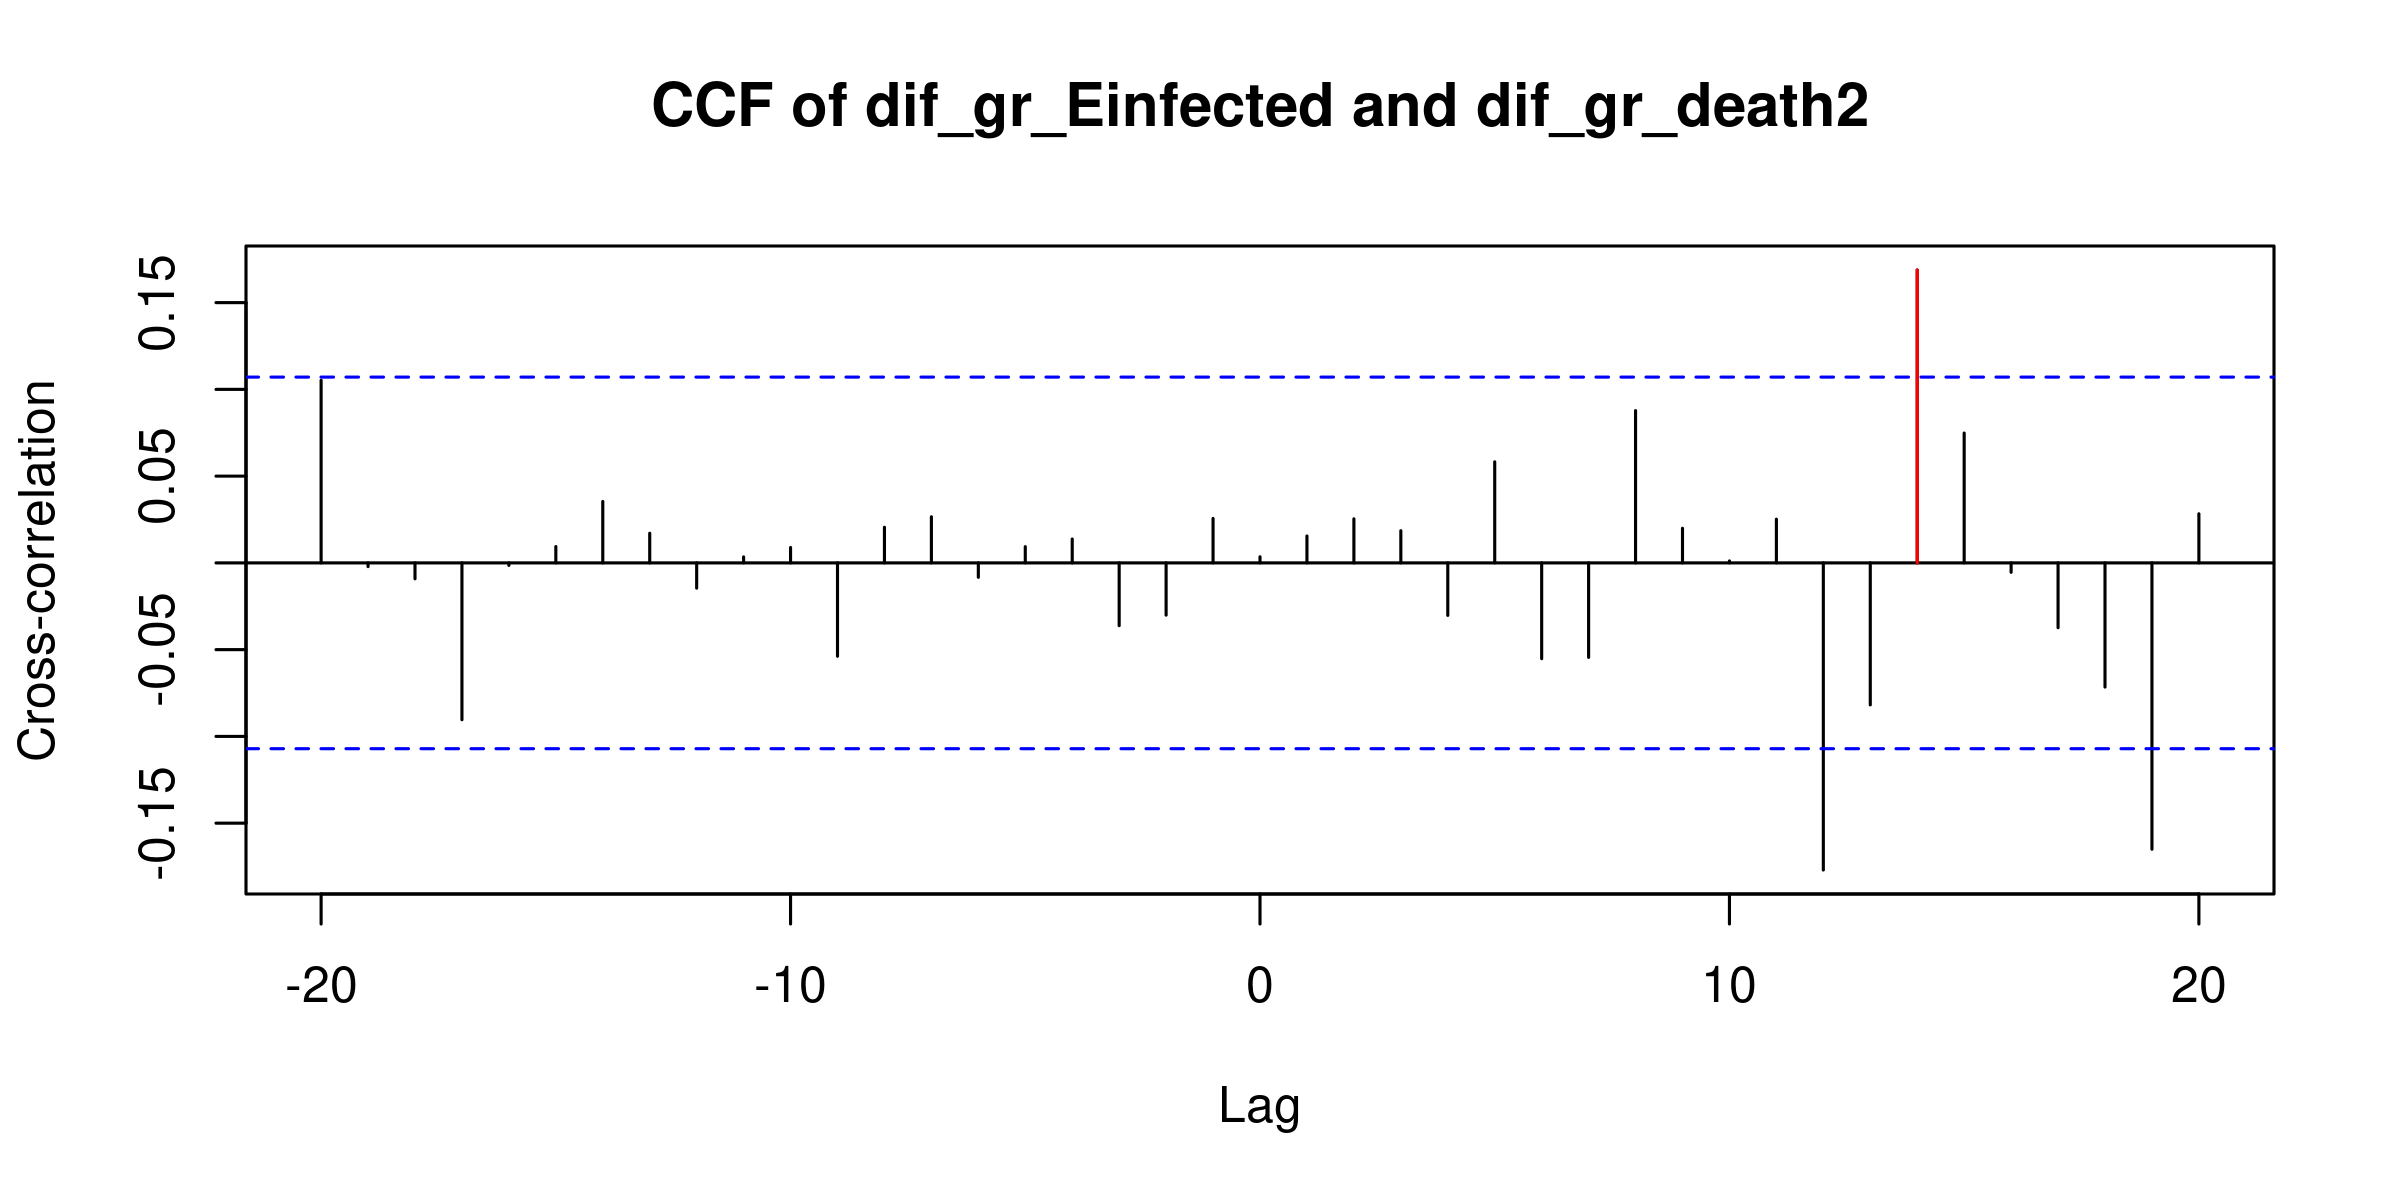 CCF of dif_gr_Einfected and dif_gr_death2
Cross-correlation
0.15
0.05
-0.05
-0.15
-20 -10 0 10 20
Lag